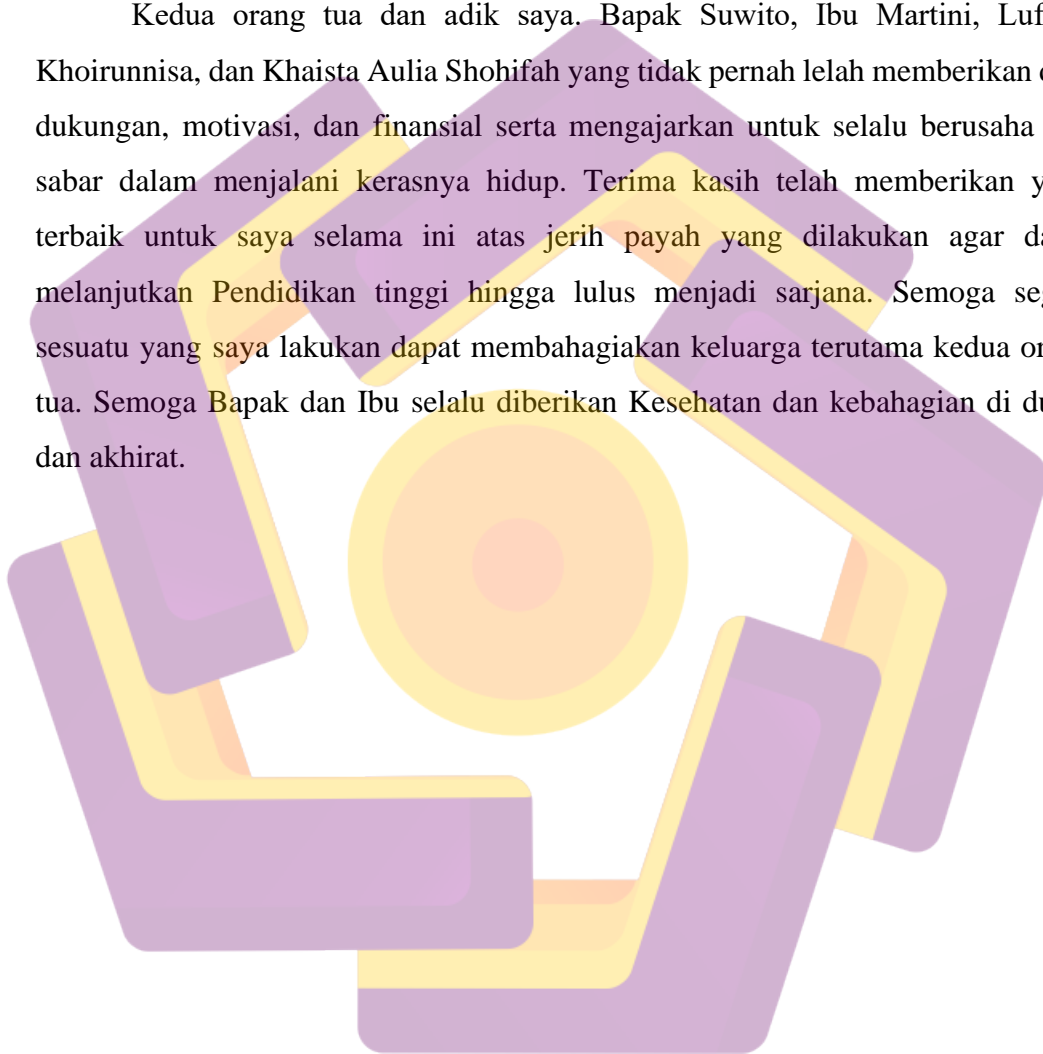 Kedua orang tua dan adik saya. Bapak Suwito, Ibu Martini, Luf
Khoirunnisa, dan Khaista Aulia Shohifah yang tidak pernah lelah memberikan
dukungan, motivasi, dan finansial serta mengajarkan untuk selalu berusaha
sabar dalam menjalani kerasnya hidup. Terima kasih telah memberikan y
terbaik untuk saya selama ini atas jerih payah yang dilakukan agar da
melanjutkan Pendidikan tinggi hingga lulus menjadi sarjana. Semoga seg
sesuatu yang saya lakukan dapat membahagiakan keluarga terutama kedua or
tua. Semoga Bapak dan Ibu selalu diberikan Kesehatan dan kebahagian di du
dan akhirat.